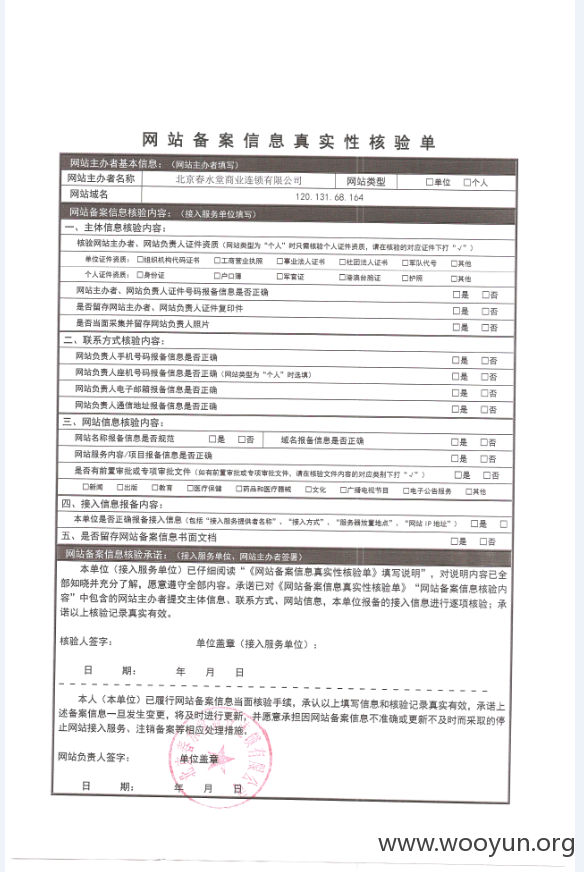 网站备案信息真实性核验单
网站主办者基本信息：（网站主办者填写）
网站主办者名称 北京春水堂商业连锁有限公司 网站类型 □单位 □个人
网站域名 120.131.68.164
网站备案信息核验内容：（接入服务单位填写）
一、主体信息核验内容：
核验网站主办者、网站负责人证件资质（网站类型为“个人”时只需核验个人证件资质，请在核验的对应证件下打“√”）
单位证件资质：□组织机构代码证书 □工商营业执照 □事业法人证书 □社团法人证书 □军队代号 □其他
个人证件资质：□身份证 □户口簿 □军官证 □港澳台胞证 □护照 □其他
网站主办者、网站负责人证件号码报备信息是否正确 □是 □否
是否留存网站主办者、网站负责人证件复印件 □是 □否
是否当面采集并留存网站负责人照片 □是 □否
二、联系方式核验内容：
网站负责人手机号码报备信息是否正确 □是 □否
网站负责人座机号码报备信息是否正确（网站类型为“个人”时选填） □是 □否
网站负责人电子邮箱报备信息是否正确 □是 □否
网站负责人通信地址报备信息是否正确 □是 □否
三、网站信息核验内容：
网站名称报备信息是否规范 □是 □否 域名报备信息是否正确 □是 □否
网站服务内容/项目报备信息是否正确 □是 □否
是否有前置审批或专项审批文件（如有前置审批或专项审批文件，请在核验文件内容的对应类别下打“√”） □是 □否
□新闻 □出版 □教育 □医疗保健 □药品和医疗器械 □文化 □广播电视节目 □电子公告服务 □其他
四、接入信息报备内容：
本单位是否正确报备接入信息（包括“接入服务提供者名称”、“接入方式”、“服务器放置地点”、“网站IP地址”） □是 □
五、是否留存网站备案信息书面文档 □是 □否
网站备案信息核验承诺：（接入服务单位、网站主办者签署）
本单位（接入服务单位）已仔细阅读“《网站备案信息真实性核验单》填写说明”，对说明内容已全
部知晓并充分了解，愿意遵守全部内容。承诺已对《网站备案信息真实性核验单》“网站备案信息核验内
容”中包含的网站主办者提交主体信息、联系方式、网站信息，本单位报备的接入信息进行逐项核验；承
诺以上核验记录真实有效。
核验人签字： 单位盖章（接入服务单位）：
日 期： 年 月 日
本人（本单位）已履行网站备案信息当面核验手续，承认以上填写信息和核验记录真实有效，承诺上
述备案信息一旦发生变更，将及时进行更新，并愿意承担因网站备案信息不准确或更新不及时而采取的停
止网站接入服务、注销备案等相应处理措施。
网站负责人签字： 单位盖章
日 期： 年 月 日
www.wooyun.org